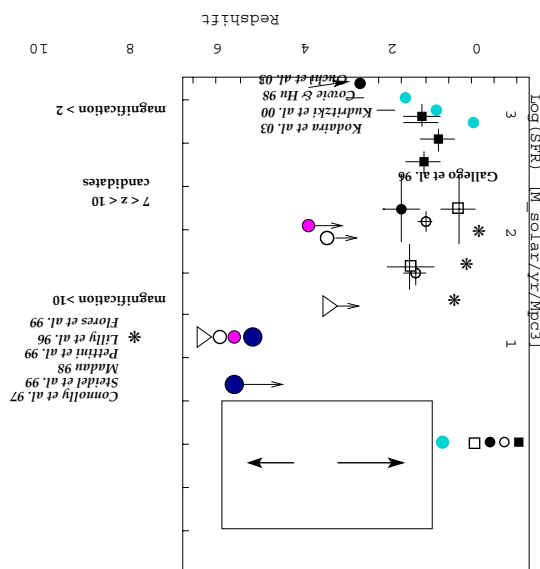 Connolly et al. 97
Steidel et al. 99
Madau 98
Pettini et al. 99
Lilly et al. 96
Flores et al. 99
magnification >10
7 < z < 10
candidates
magnification > 2
Gallego et al. 96
Kodaira et al. 03
Kudritzki et al. 00
Cowie & Hu 98
Ouchi et al 03
Log(SFR) [M_solar/yr/Mpc3]
1
2
3
0 2 4 6 8 10
Redshift